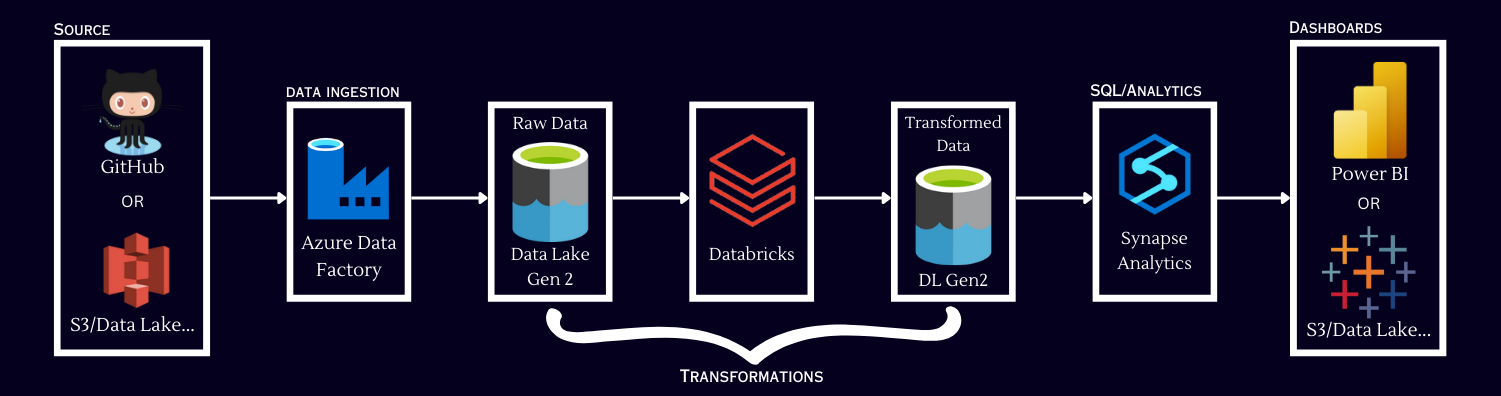 Source
GitHub
OR
S3/Data Lake...
DATA INGESTION
Azure Data
Factory
Raw Data
Data Lake
Gen 2
Databricks
Transformed
Data
DL Gen2
Transformations
SQL/Analytics
Synapse
Analytics
Dashboards
Power BI
OR
S3/Data Lake...